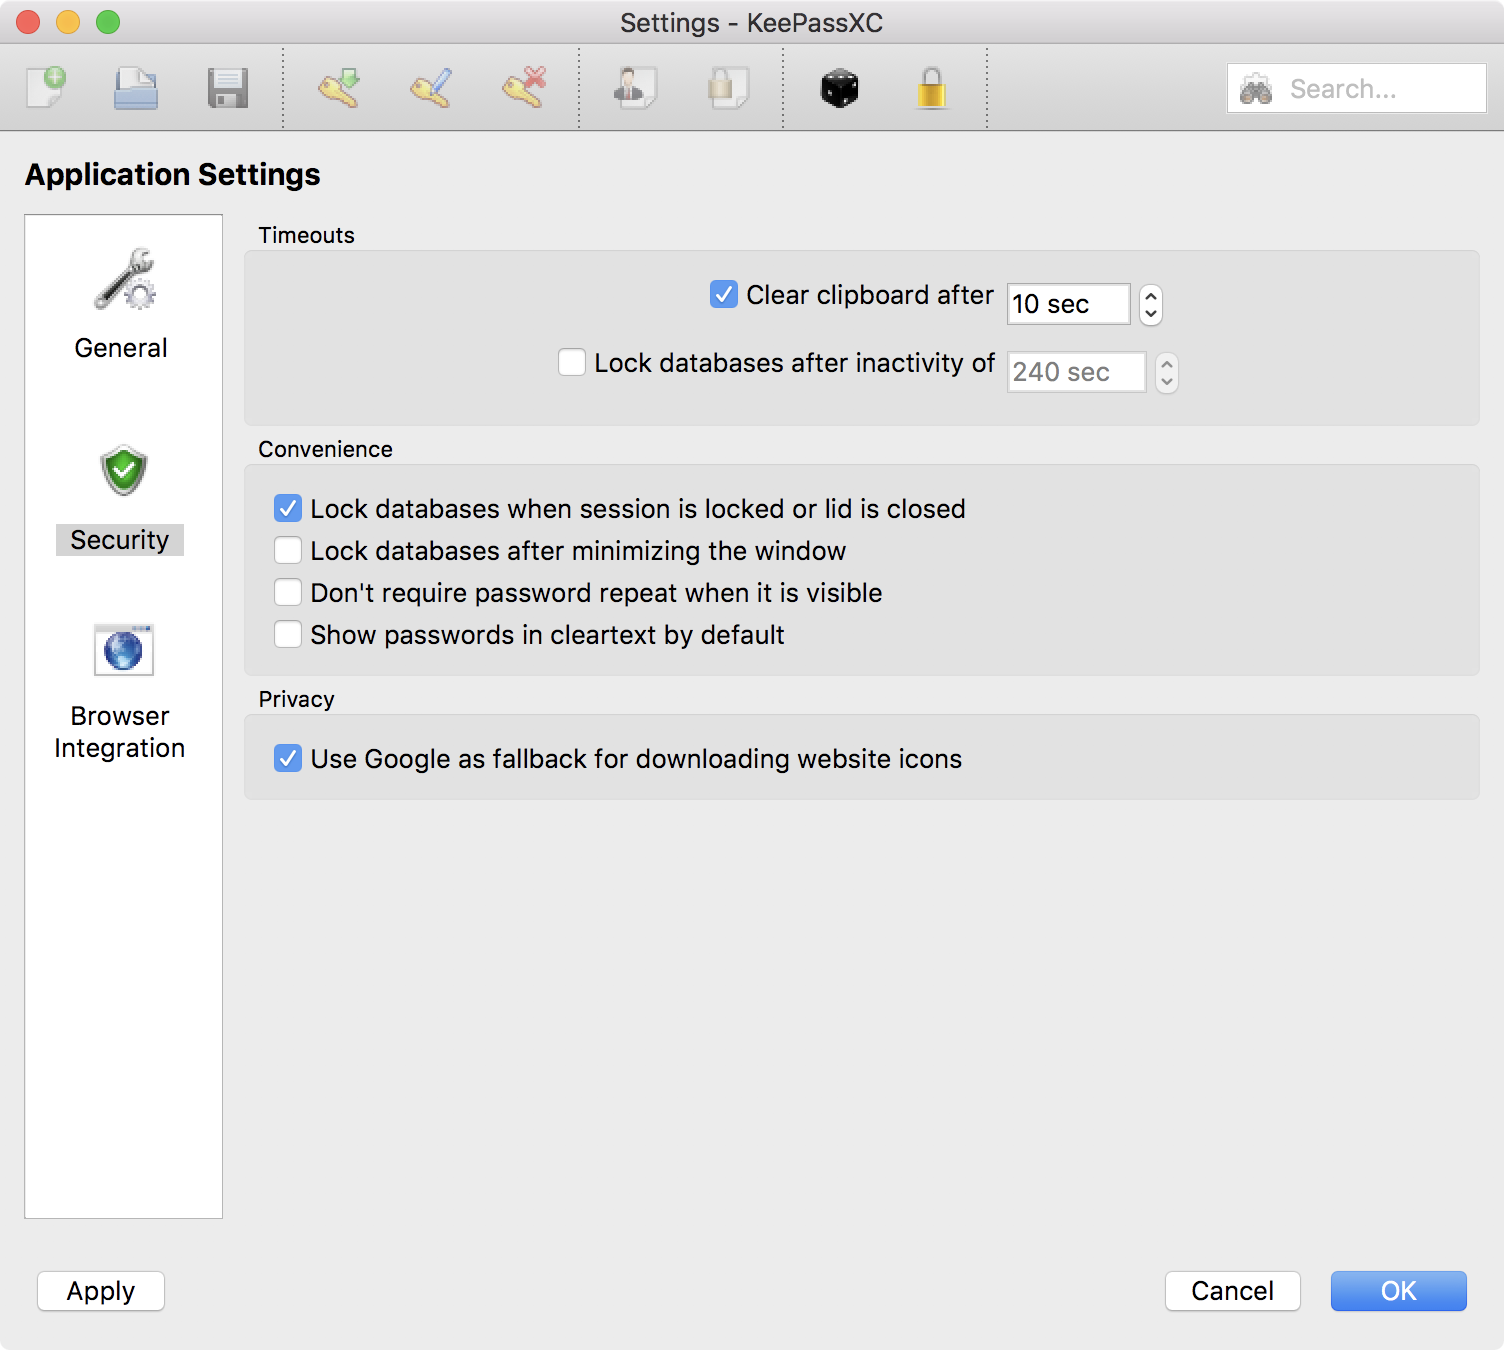 Settings - KeePassXC
Search...
Application Settings
General
Security
Browser
Integration
Timeouts
Clear clipboard after 10 sec
Lock databases after inactivity of 240 sec
Convenience
Lock databases when session is locked or lid is closed
Lock databases after minimizing the window
Don't require password repeat when it is visible
Show passwords in cleartext by default
Privacy
Use Google as fallback for downloading website icons
Apply
Cancel
OK